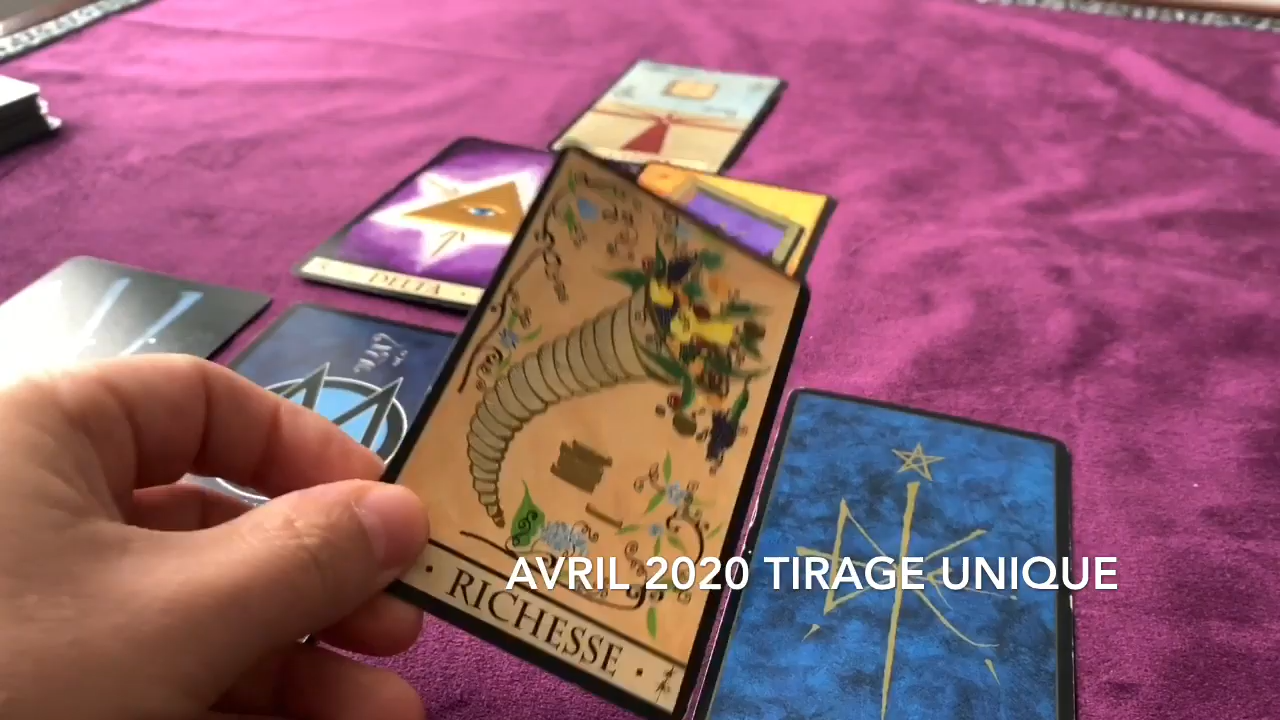 DELTA
AVRIL 2020 TIRAGE UNIQUE
• RICHESSE •